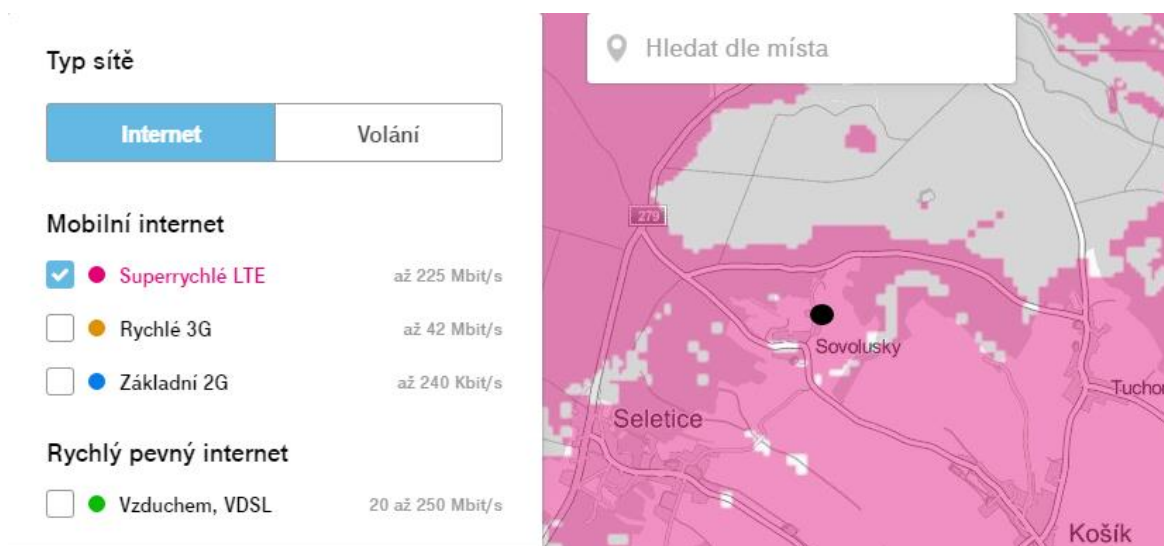 Typ sítě
Internet
Volání
Mobilní internet
Superrychlé LTE
až 225 Mbit/s
Rychlé 3G
až 42 Mbit/s
Základní 2G
až 240 Kbit/s
Rychlý pevný internet
Vzduchem, VDSL
20 až 250 Mbit/s
Hledat dle místa
279
Sovolusky
Tuchom
Seletice
Košík